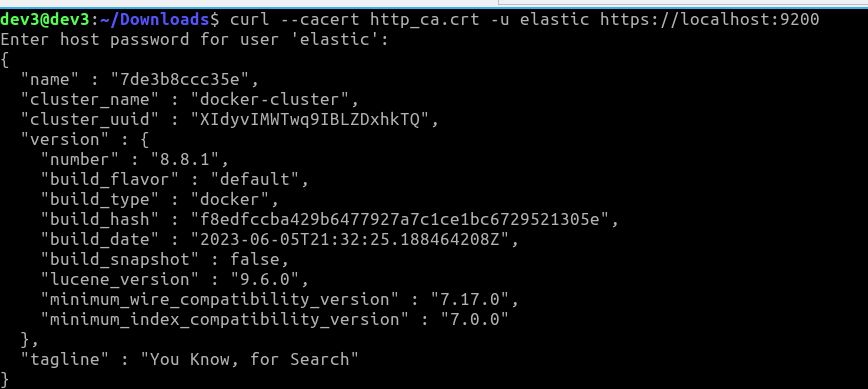 dev3@dev3:~/Downloads$ curl --cacert http_ca.crt -u elastic https://localhost:9200
Enter host password for user 'elastic':
{
  "name" : "7de3b8ccc35e",
  "cluster_name" : "docker-cluster",
  "cluster_uuid" : "XIdyvIMWTwq9IBLZDxhkTQ",
  "version" : {
    "number" : "8.8.1",
    "build_flavor" : "default",
    "build_type" : "docker",
    "build_hash" : "f8edfccba429b6477927a7c1ce1bc6729521305e",
    "build_date" : "2023-06-05T21:32:25.188464208Z",
    "build_snapshot" : false,
    "lucene_version" : "9.6.0",
    "minimum_wire_compatibility_version" : "7.17.0",
    "minimum_index_compatibility_version" : "7.0.0"
  },
  "tagline" : "You Know, for Search"
}